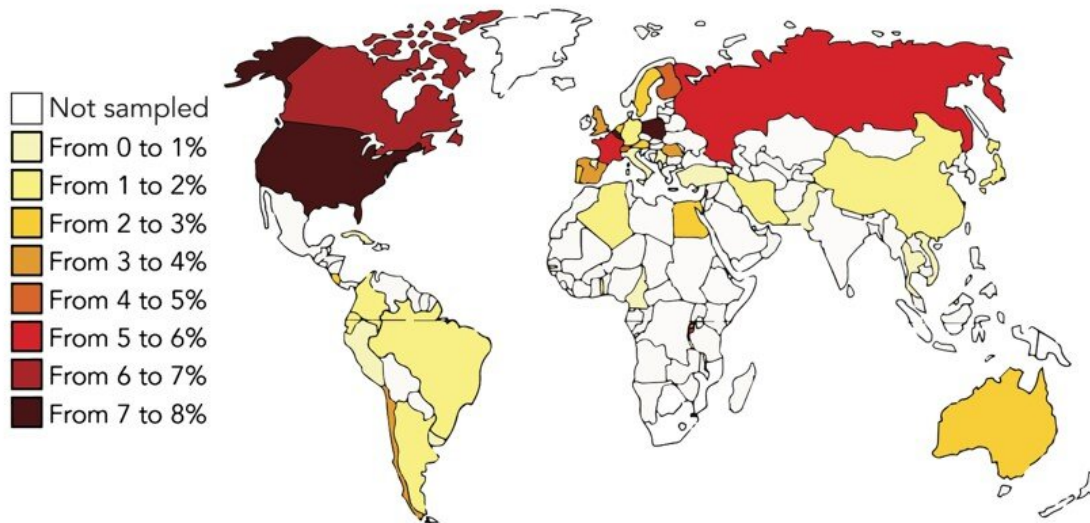 Not sampled
From 0 to 1%
From 1 to 2%
From 2 to 3%
From 3 to 4%
From 4 to 5%
From 5 to 6%
From 6 to 7%
From 7 to 8%